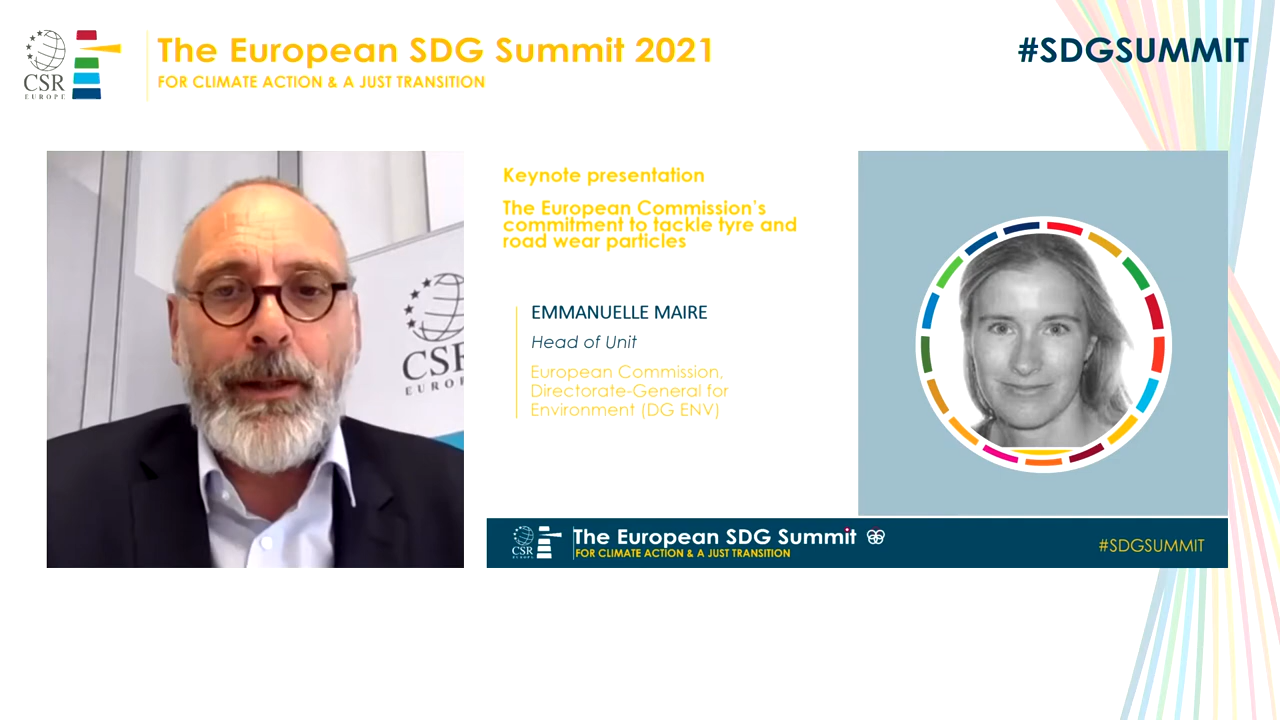 CSR
EUROPE
The European SDG Summit 2021
FOR CLIMATE ACTION & A JUST TRANSITION
#SDGSUMMIT
CSR
EUROP
Keynote presentation
The European Commission's
commitment to tackle tyre and
road wear particles
EMMANUELLE MAIRE
Head of Unit
European Commission,
Directorate-General for
Environment (DG ENV)
CSR
EUROPE
The European SDG Summit
FOR CLIMATE ACTION & A JUST TRANSITION
#SDGSUMMIT